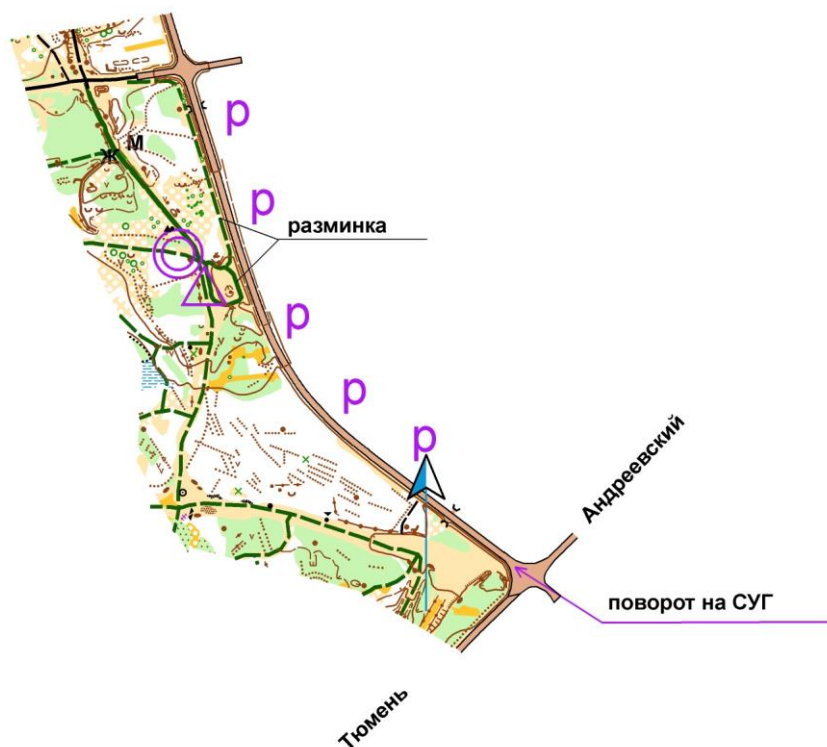 р
М
Ж
р
разминка
р
р
р
Андреевский
поворот на СУГ
Тюмень